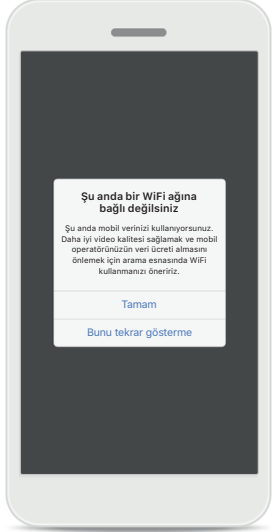 Şu anda bir WiFi ağına
bağlı değilsiniz
Şu anda mobil verinizi kullanıyorsunuz.
Daha iyi video kalitesi sağlamak ve mobil
operatörünüzün veri ücreti almasını
önlemek için arama esnasında WiFi
kullanmanızı öneririz.
Tamam
Bunu tekrar gösterme